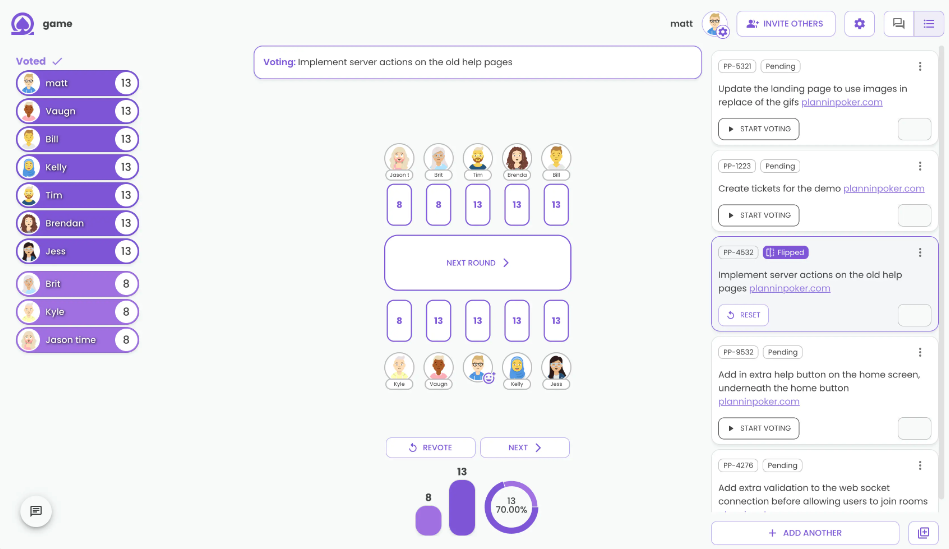 game
matt
INVITE OTHERS
Voted
matt 13
Vaugn 13
Bill 13
Kelly 13
Tim 13
Brendan 13
Jess 13
Brit 8
Kyle 8
Jason time 8
Voting: Implement server actions on the old help pages
Jason t Brit Tim Brenda Bill
8 8 13 13 13
NEXT ROUND
8 13 13 13 13
Kyle Vaugn Kelly Jess
REVOTE NEXT
13
8
13
70.00%
PP-5321 Pending
Update the landing page to use images in
replace of the gifs planninpoker.com
START VOTING
PP-1223 Pending
Create tickets for the demo planninpoker.com
START VOTING
PP-4532 Flipped
Implement server actions on the old help
pages planninpoker.com
RESET
PP-9532 Pending
Add in extra help button on the home screen,
underneath the home button
planninpoker.com
START VOTING
PP-4276 Pending
Add extra validation to the web socket
connection before allowing users to join rooms
ADD ANOTHER